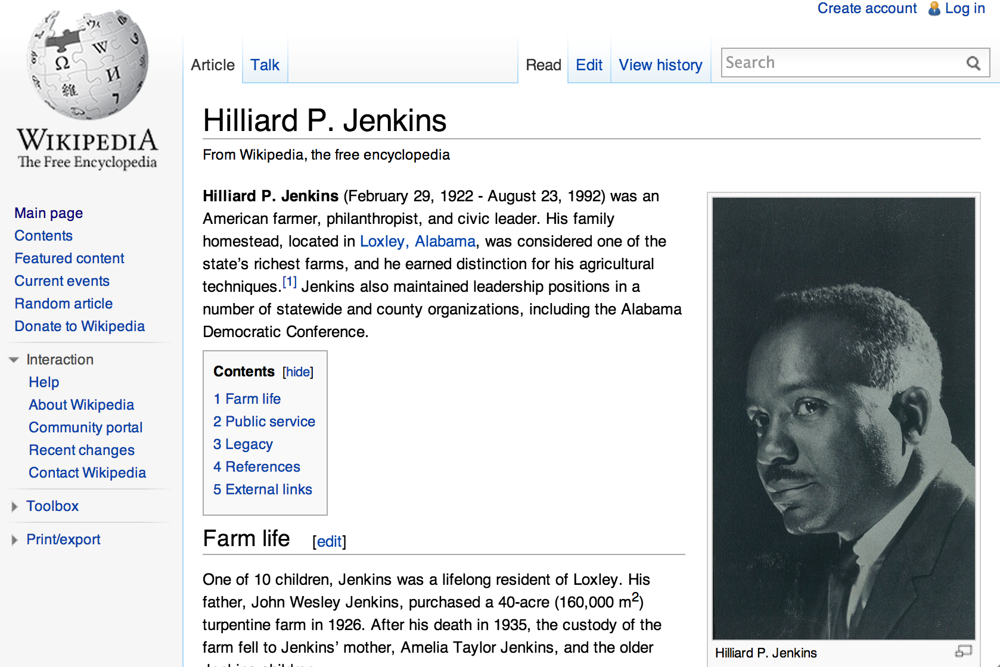 Create account Log in
Article Talk Read Edit View history Search
WIKIPEDIA
The Free Encyclopedia
Main page
Contents
Featured content
Current events
Random article
Donate to Wikipedia
Interaction
Help
About Wikipedia
Community portal
Recent changes
Contact Wikipedia
Toolbox
Print/export
Hilliard P. Jenkins
From Wikipedia, the free encyclopedia
Hilliard P. Jenkins (February 29, 1922 - August 23, 1992) was an
American farmer, philanthropist, and civic leader. His family
homestead, located in Loxley, Alabama, was considered one of the
state’s richest farms, and he earned distinction for his agricultural
techniques.[1] Jenkins also maintained leadership positions in a
number of statewide and county organizations, including the Alabama
Democratic Conference.
Contents [hide]
1 Farm life
2 Public service
3 Legacy
4 References
5 External links
Farm life [edit]
One of 10 children, Jenkins was a lifelong resident of Loxley. His
father, John Wesley Jenkins, purchased a 40-acre (160,000 m2)
turpentine farm in 1926. After his death in 1935, the custody of the
farm fell to Jenkins’ mother, Amelia Taylor Jenkins, and the older
Hilliard P. Jenkins